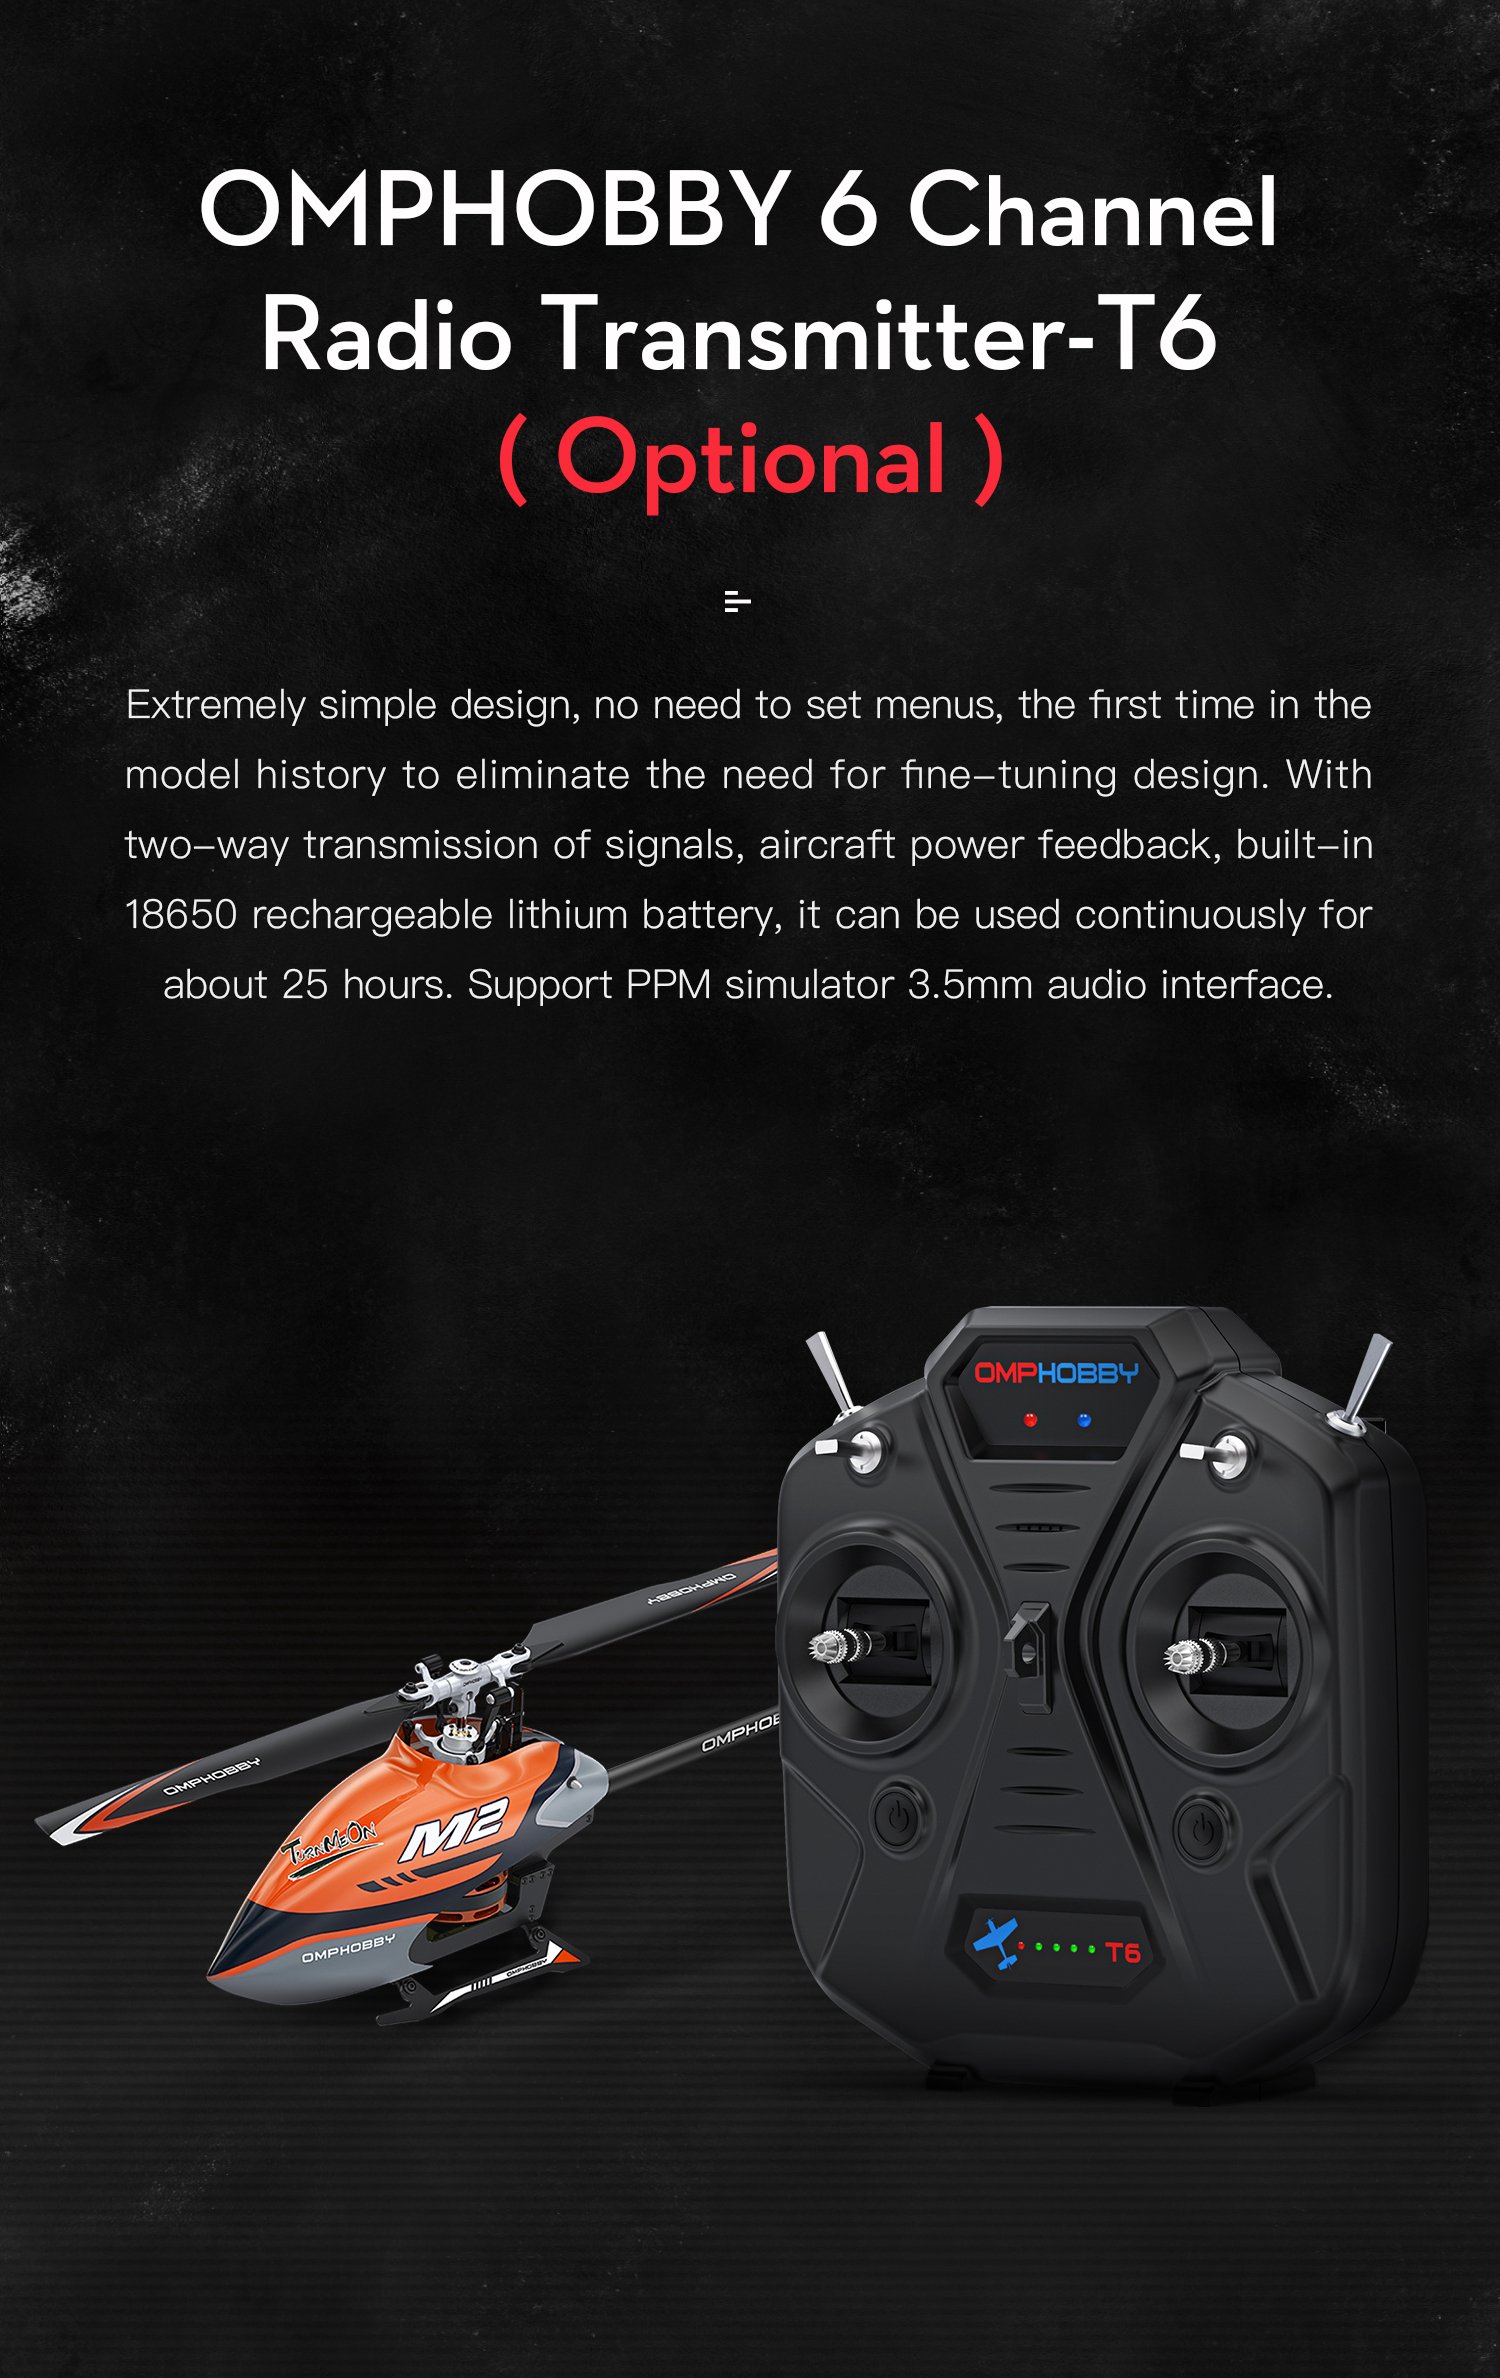 OMPHOBBY 6 Channel
Radio Transmitter-T6
( Optional )
Extremely simple design, no need to set menus, the first time in the
model history to eliminate the need for fine-tuning design. With
two-way transmission of signals, aircraft power feedback, built-in
18650 rechargeable lithium battery, it can be used continuously for
about 25 hours. Support PPM simulator 3.5mm audio interface.
OMPHOBBY
OMPHOBBY
OMPHOBBY
OMPHOB
OMPHOBBY
TURNMEON
M2
OMPHOBBY
OMPHOBBY
T6